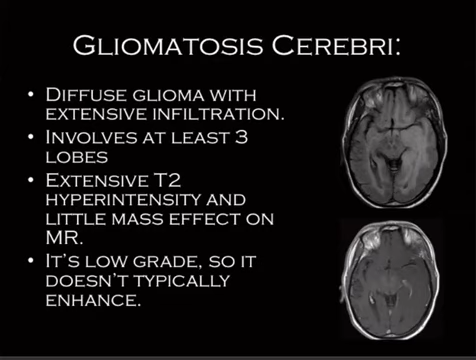 Gliomatosis Cerebri:
• Diffuse glioma with
extensive infiltration.
• Involves at least 3
lobes
• Extensive T2
hyperintensity and
little mass effect on
MR.
• It's low grade, so it
doesn't typically
enhance.